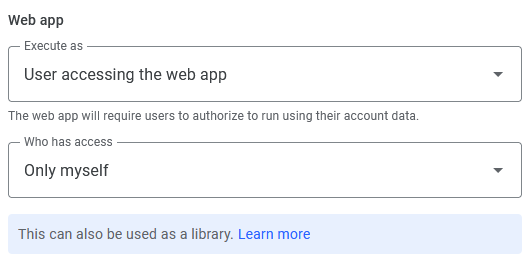 Web app
Execute as
User accessing the web app
The web app will require users to authorize to run using their account data.
Who has access
Only myself
This can also be used as a library. Learn more